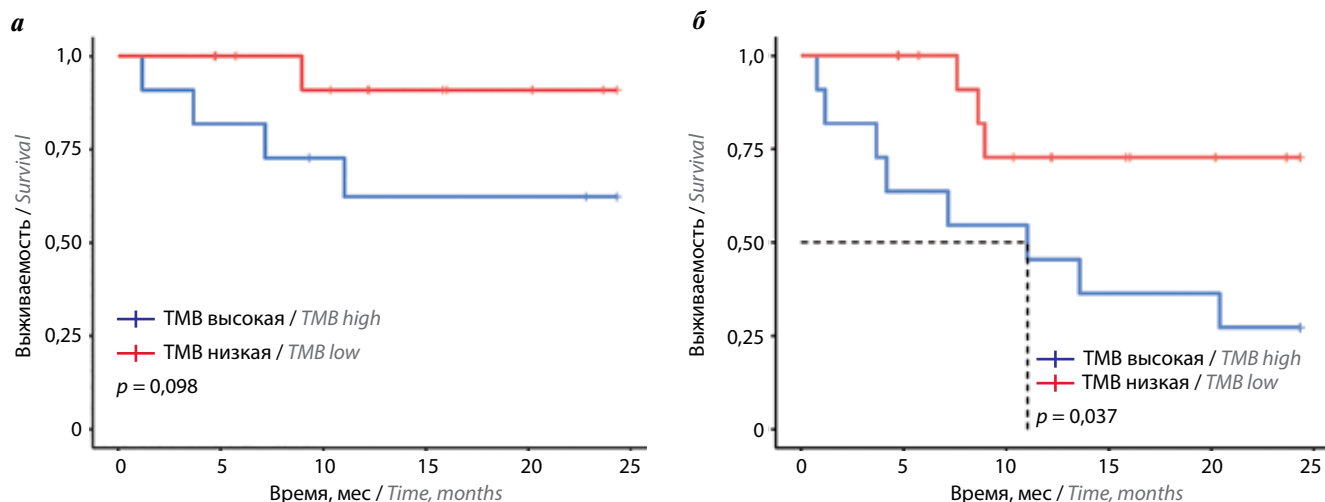 а
1,0
0,75
0,50
0,25
0
Выживаемость / Survival
ТМВ высокая / TMB high
ТМВ низкая / TMB low
p = 0,098
0 5 10 15 20 25
Время, мес / Time, months
б
1,0
0,75
0,50
0,25
0
Выживаемость / Survival
ТМВ высокая / TMB high
ТМВ низкая / TMB low
p = 0,037
0 5 10 15 20 25
Время, мес / Time, months